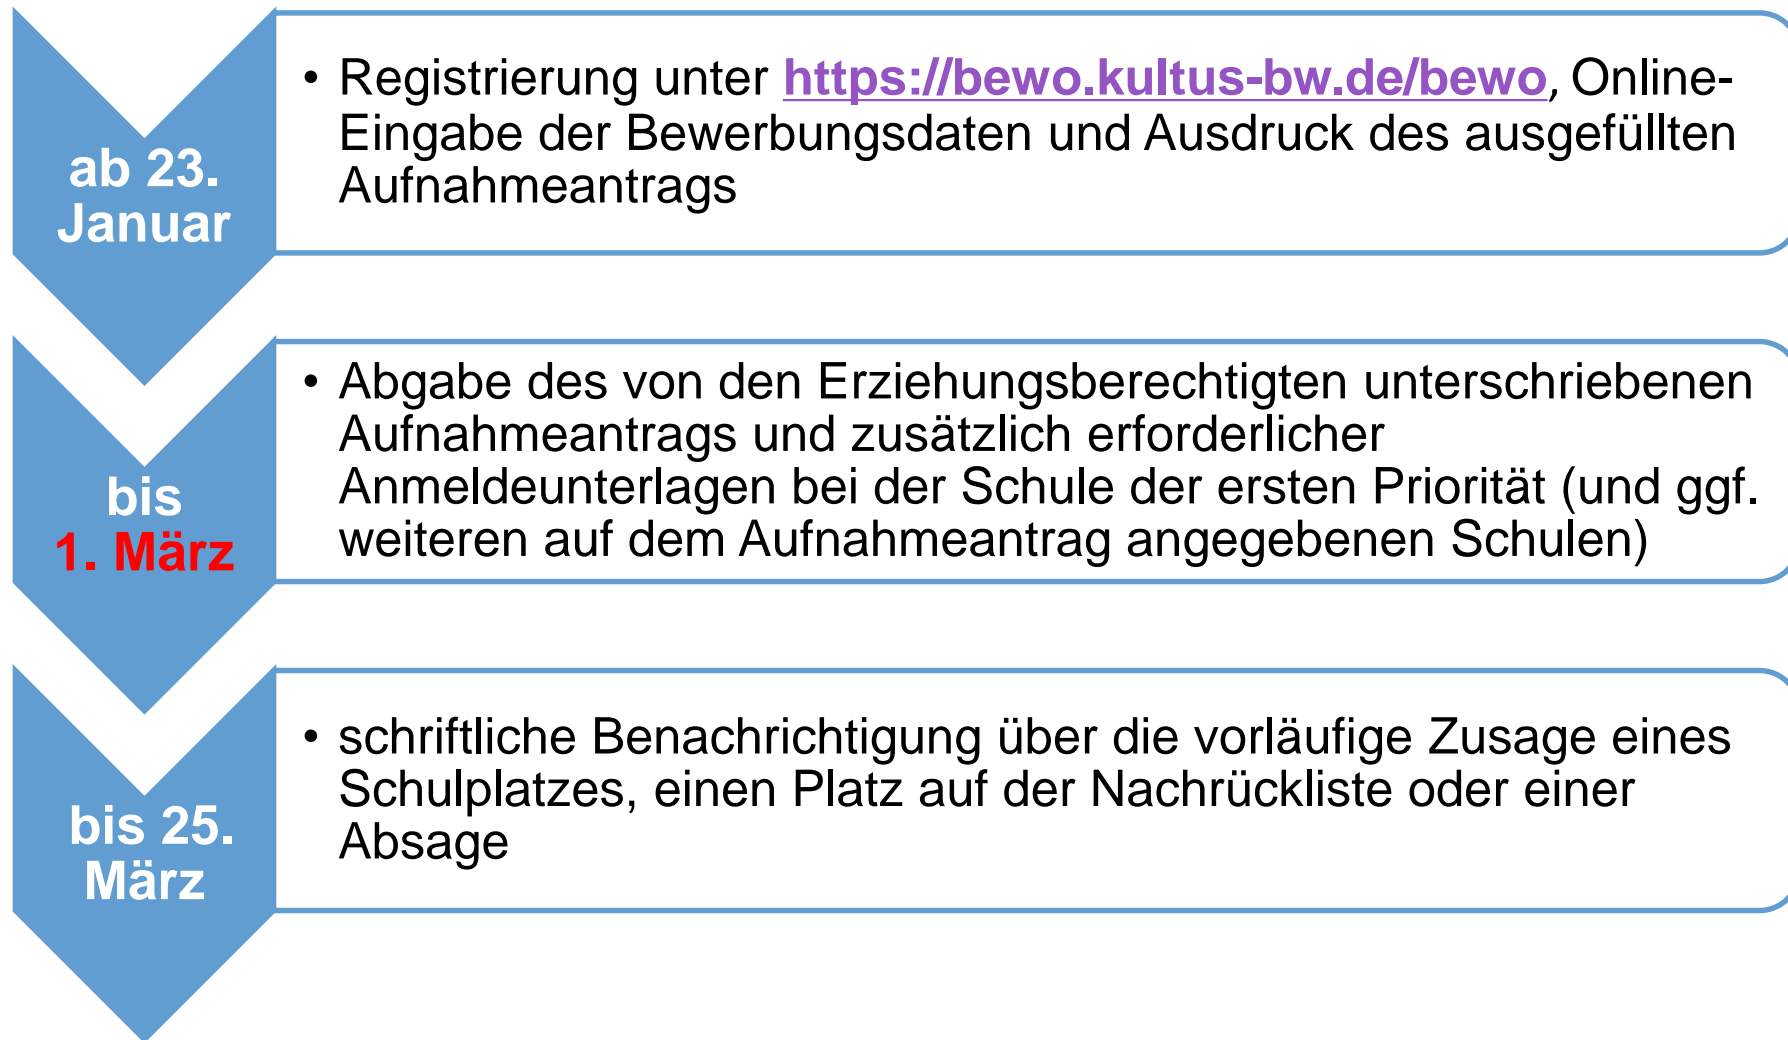 ab 23.
Januar
• Registrierung unter https://bewo.kultus-bw.de/bewo, Online-
Eingabe der Bewerbungsdaten und Ausdruck des ausgefüllten
Aufnahmeantrags
bis
1. März
• Abgabe des von den Erziehungsberechtigten unterschriebenen
Aufnahmeantrags und zusätzlich erforderlicher
Anmeldeunterlagen bei der Schule der ersten Priorität (und ggf.
weiteren auf dem Aufnahmeantrag angegebenen Schulen)
bis 25.
März
• schriftliche Benachrichtigung über die vorläufige Zusage eines
Schulplatzes, einen Platz auf der Nachrückliste oder einer
Absage